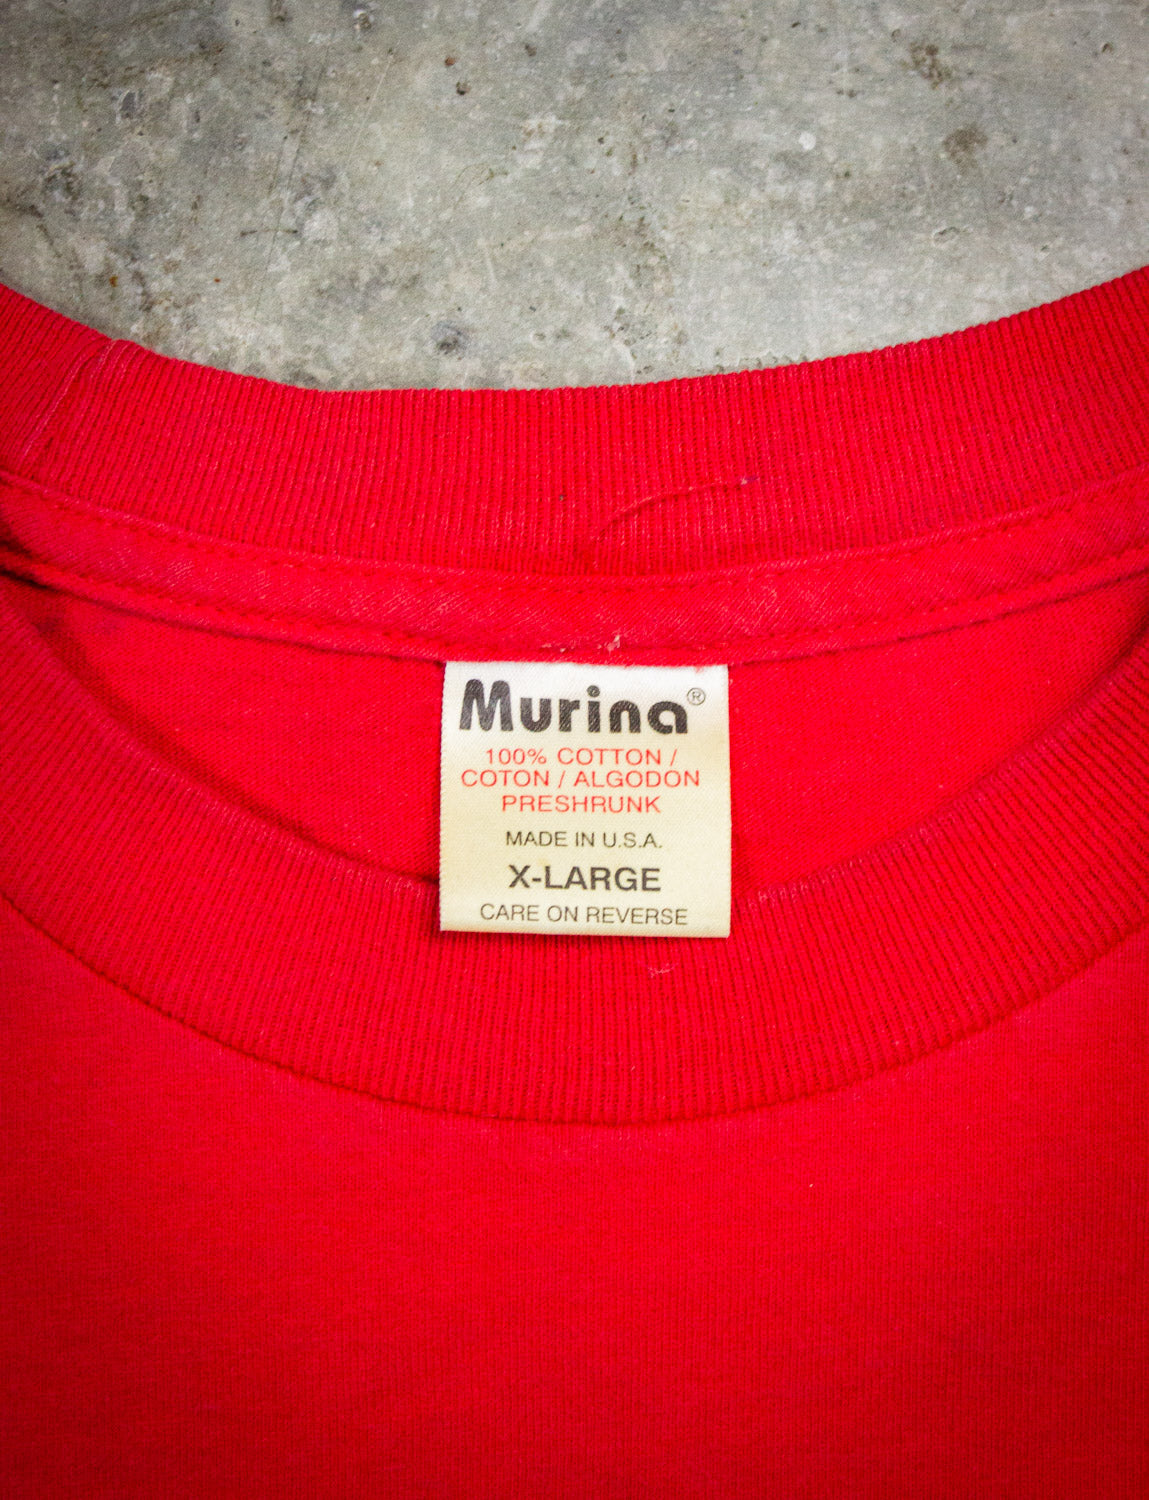 Murina®
100% COTTON /
COTON / ALGODON
PRESHRUNK
MADE IN U.S.A.
X-LARGE
CARE ON REVERSE